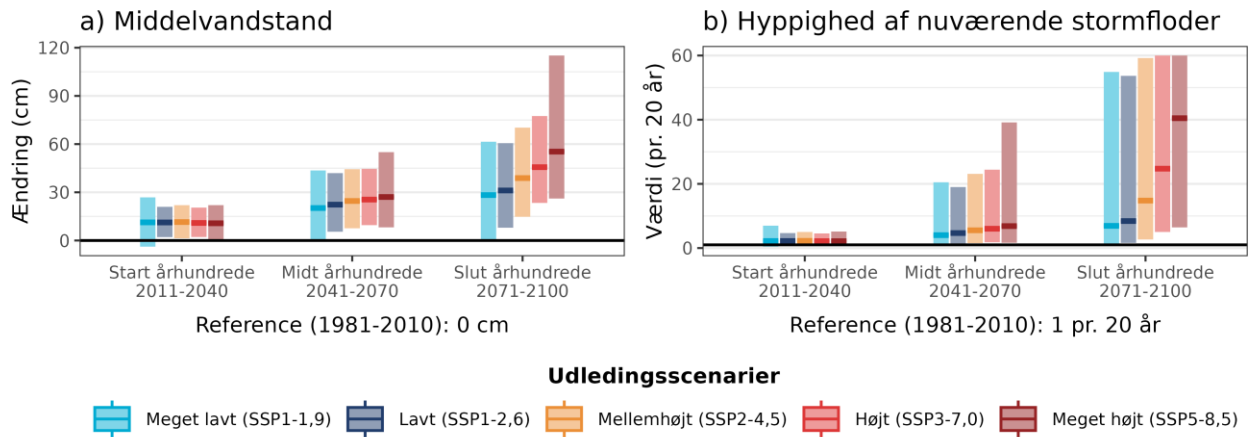 a) Middelvandstand
Ændring (cm)
120
90
60
30
0
Start århundrede
2011-2040
Midt århundrede
2041-2070
Slut århundrede
2071-2100
Reference (1981-2010): 0 cm
b) Hyppighed af nuværende stormfloder
Værdi (pr. 20 år)
60
40
20
0
Start århundrede
2011-2040
Midt århundrede
2041-2070
Slut århundrede
2071-2100
Reference (1981-2010): 1 pr. 20 år
Udledingsscenarier
Meget lavt (SSP1-1,9)
Lavt (SSP1-2,6)
Mellemhøjt (SSP2-4,5)
Højt (SSP3-7,0)
Meget højt (SSP5-8,5)